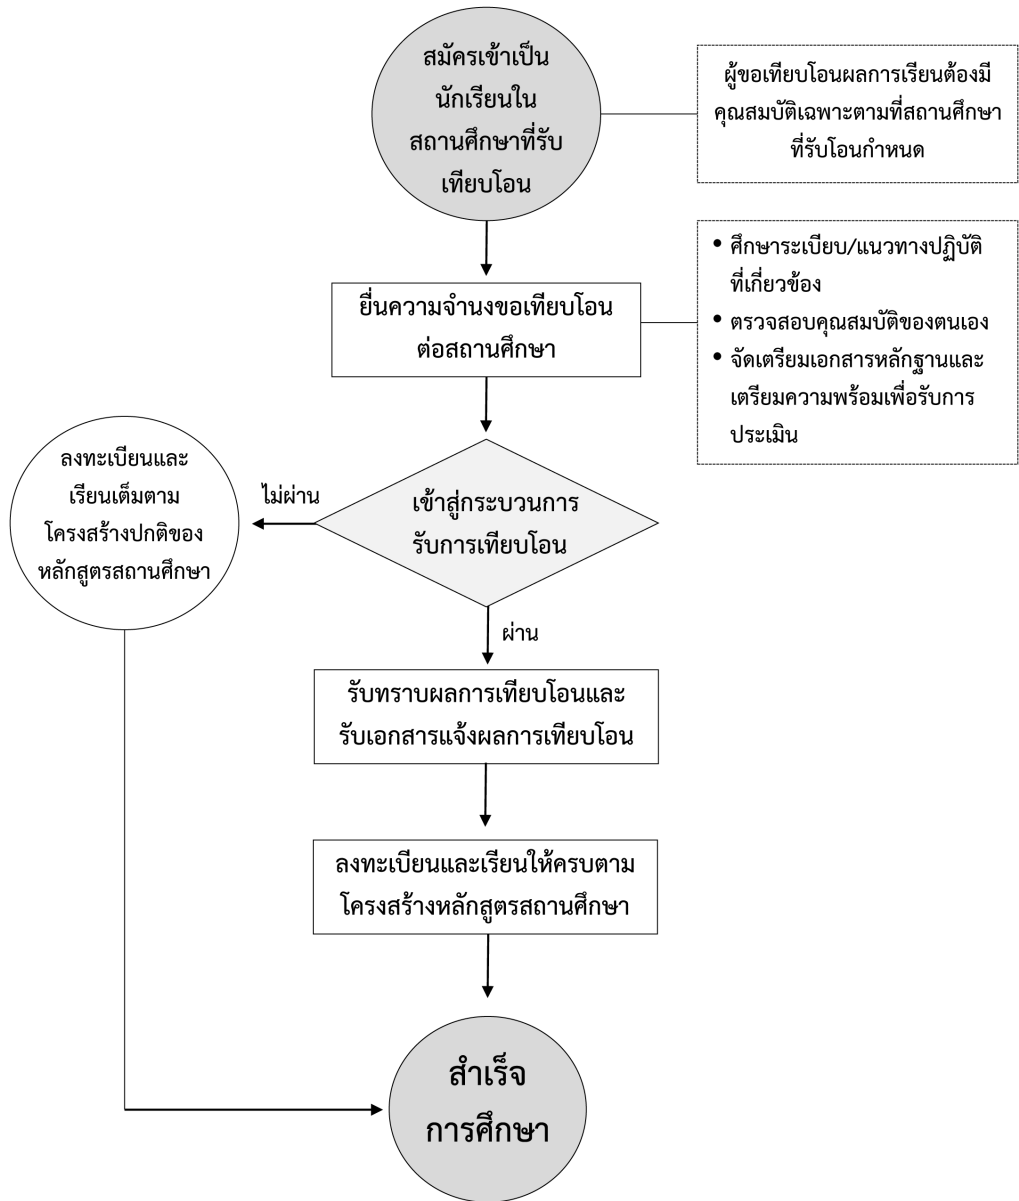 สมัครเข้าเป็น
นักเรียนใน
สถานศึกษาที่รับ
เทียบโอน
ผู้ขอเทียบโอนผลการเรียนต้องมี
คุณสมบัติเฉพาะตามที่สถานศึกษา
ที่รับโอนกำหนด
ยื่นความจำนงขอเทียบโอน
ต่อสถานศึกษา
• ศึกษาระเบียบ/แนวทางปฏิบัติ
ที่เกี่ยวข้อง
• ตรวจสอบคุณสมบัติของตนเอง
• จัดเตรียมเอกสารหลักฐานและ
เตรียมความพร้อมเพื่อรับการ
ประเมิน
เข้าสู่กระบวนการ
รับการเทียบโอน
ไม่ผ่าน
ลงทะเบียนและ
เรียนเต็มตาม
โครงสร้างปกติของ
หลักสูตรสถานศึกษา
ผ่าน
รับทราบผลการเทียบโอนและ
รับเอกสารแจ้งผลการเทียบโอน
ลงทะเบียนและเรียนให้ครบตาม
โครงสร้างหลักสูตรสถานศึกษา
สำเร็จ
การศึกษา